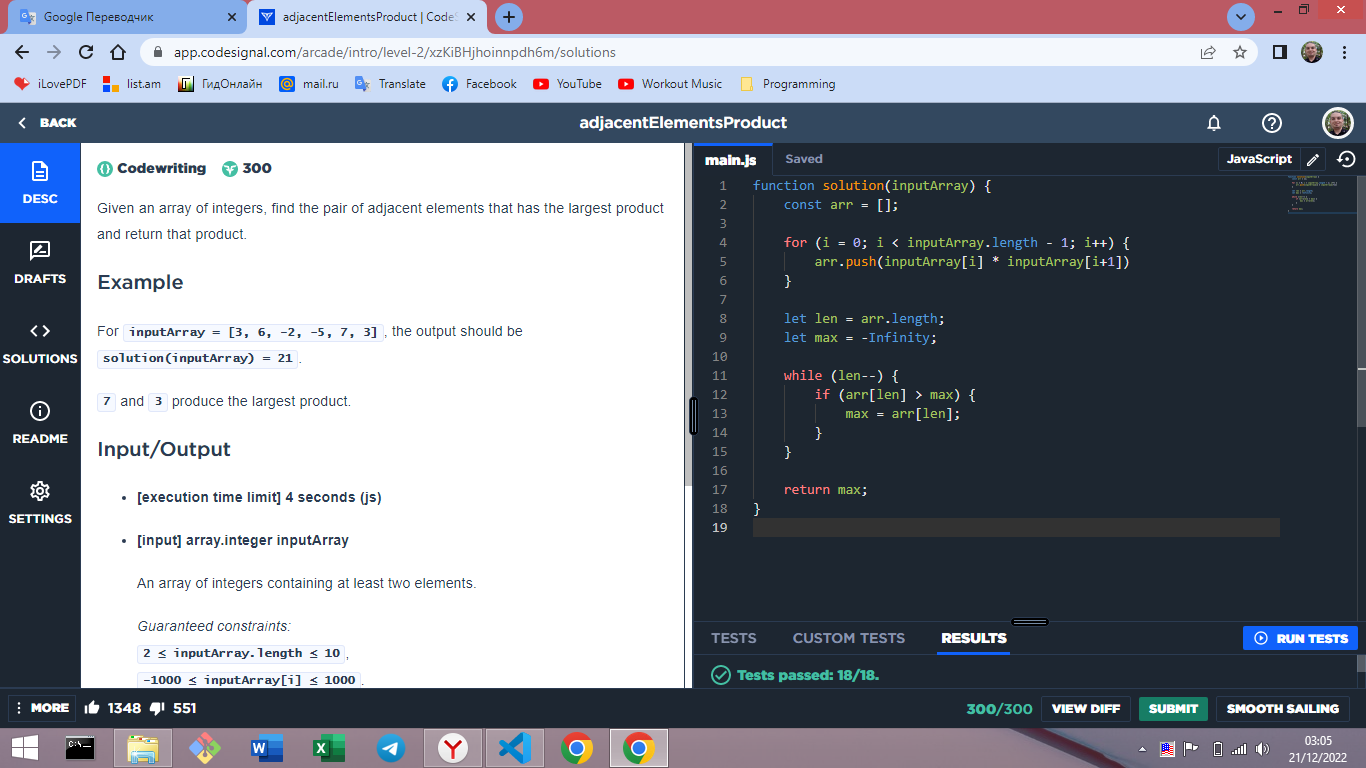 Google Переводчик
adjacentElementsProduct | CodeS
app.codesignal.com/arcade/intro/level-2/xzKiBHjhoinnpdh6m/solutions
iLovePDF list.am ГидОнлайн mail.ru Translate Facebook YouTube Workout Music Programming
BACK
adjacentElementsProduct
DESC
DRAFTS
SOLUTIONS
README
SETTINGS
Codewriting 300
Given an array of integers, find the pair of adjacent elements that has the largest product
and return that product.
Example
For inputArray = [3, 6, -2, -5, 7, 3], the output should be
solution(inputArray) = 21.
7 and 3 produce the largest product.
Input/Output
• [execution time limit] 4 seconds (js)
• [input] array.integer inputArray
An array of integers containing at least two elements.
Guaranteed constraints:
2 ≤ inputArray.length ≤ 10,
-1000 ≤ inputArray[i] ≤ 1000.
main.js Saved JavaScript
1 function solution(inputArray) {
2 const arr = [];
3
4 for (i = 0; i < inputArray.length - 1; i++) {
5 arr.push(inputArray[i] * inputArray[i+1])
6 }
7
8 let len = arr.length;
9 let max = -Infinity;
10
11 while (len--) {
12 if (arr[len] > max) {
13 max = arr[len];
14 }
15 }
16
17 return max;
18 }
19
TESTS CUSTOM TESTS RESULTS RUN TESTS
Tests passed: 18/18.
MORE 1348 551
300/300 VIEW DIFF SUBMIT SMOOTH SAILING
03:05
21/12/2022